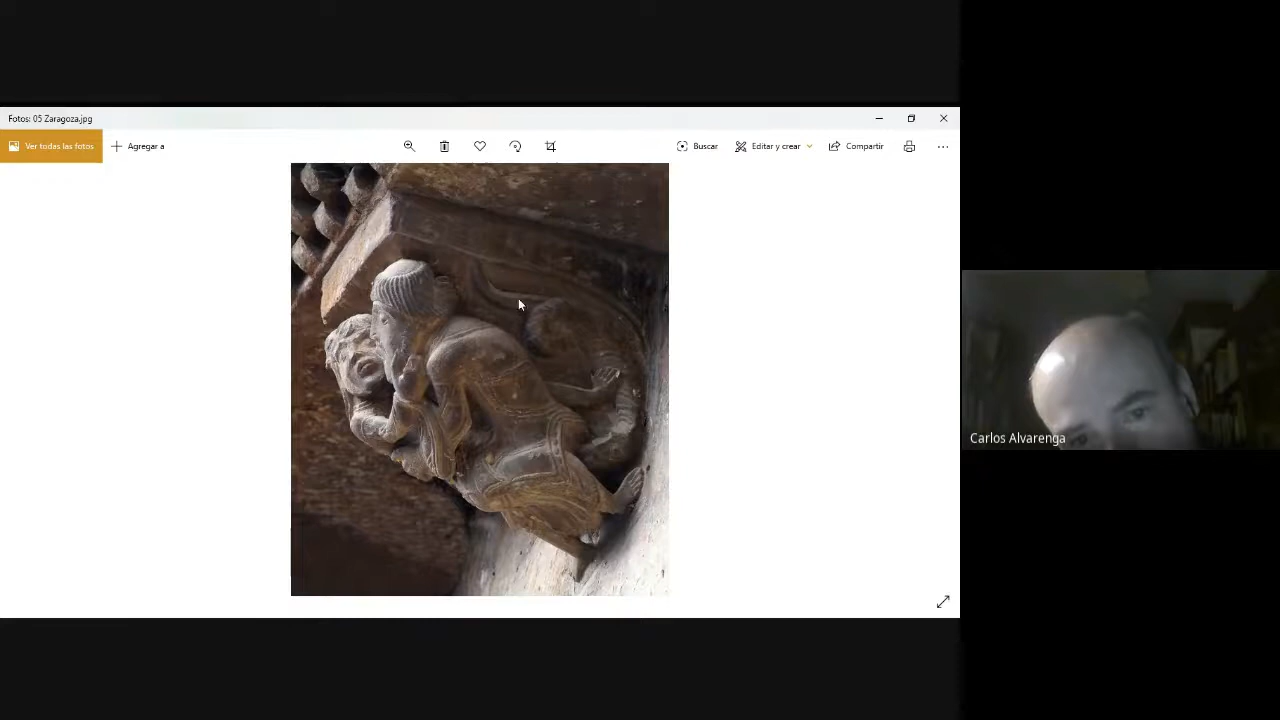 Fotos: 05 Zaragoza.jpg
Ver todas las fotos
Agregar a
Buscar
Editar y crear
Compartir
Carlos Alvarenga